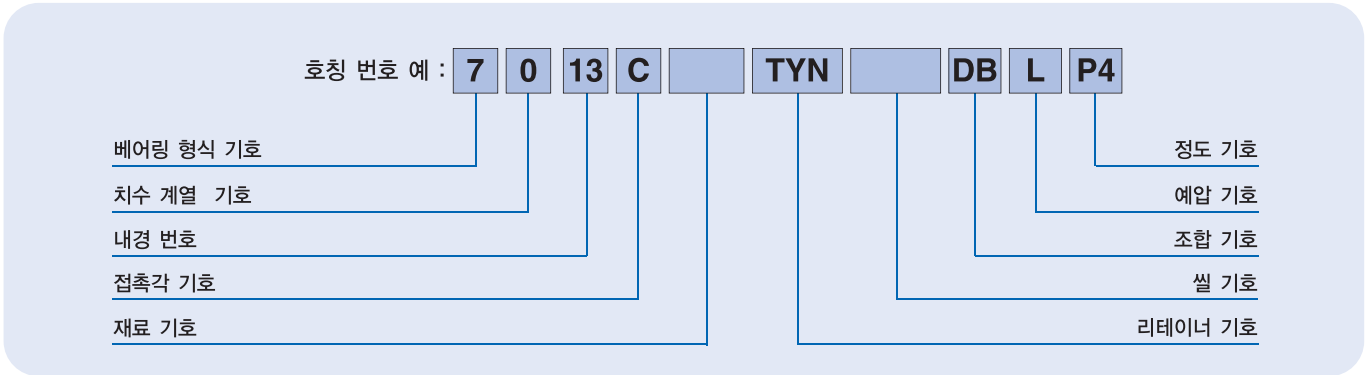 호칭 번호 예 : 7 0 13 C TYN DB L P4
베어링 형식 기호
치수 계열 기호
내경 번호
접촉각 기호
재료 기호
정도 기호
예압 기호
조합 기호
씰 기호
리테이너 기호